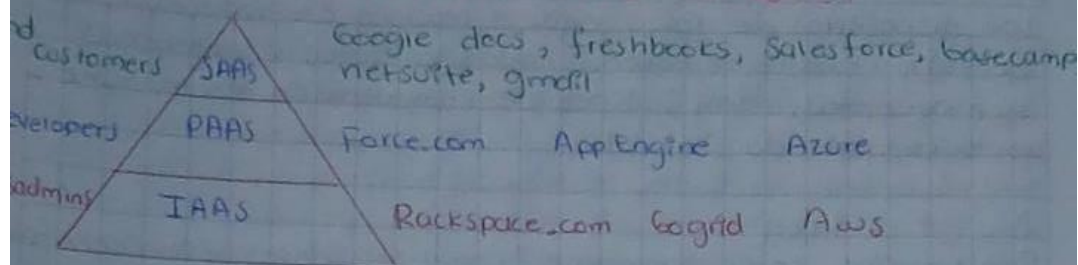 d
customers SAAS Google docs, freshbooks, Salesforce, basecamp
netsuite, gmail
evelopers PAAS Force.com App Engine Azure
admins IAAS Rackspace.com Gogrid Aws